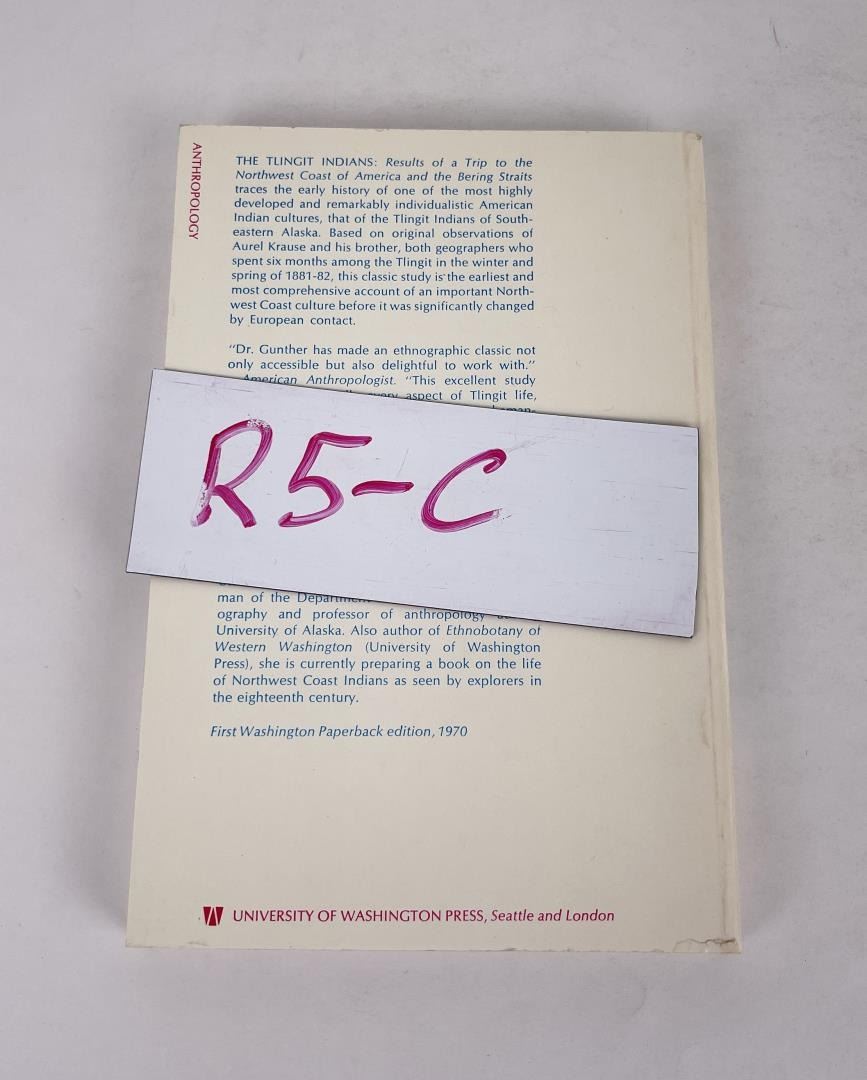 ANTHROPOLOGY
THE TLINGIT INDIANS: Results of a Trip to the
Northwest Coast of America and the Bering Straits
traces the early history of one of the most highly
developed and remarkably individualistic American
Indian cultures, that of the Tlingit Indians of South-
eastern Alaska. Based on original observations of
Aurel Krause and his brother, both geographers who
spent six months among the Tlingit in the winter and
spring of 1881-82, this classic study is the earliest and
most comprehensive account of an important North-
west Coast culture before it was significantly changed
by European contact.
"Dr. Gunther has made an ethnographic classic not
only accessible but also delightful to work with."
American Anthropologist. "This excellent study
every aspect of Tlingit life,
R5-C
man of the Department
ography and professor of anthropology
University of Alaska. Also author of Ethnobotany of
Western Washington (University of Washington
Press), she is currently preparing a book on the life
of Northwest Coast Indians as seen by explorers in
the eighteenth century.
First Washington Paperback edition, 1970
UNIVERSITY OF WASHINGTON PRESS, Seattle and London